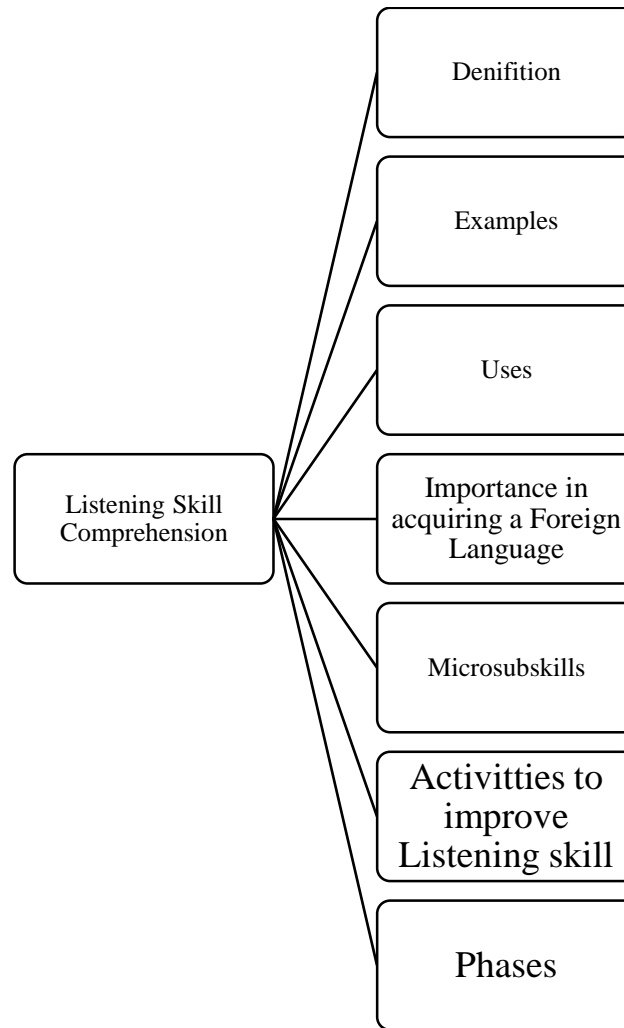 Denifition
Examples
Uses
Listening Skill
Comprehension
Importance in
acquiring a Foreign
Language
Microsubskills
Activitties to
improve
Listening skill
Phases